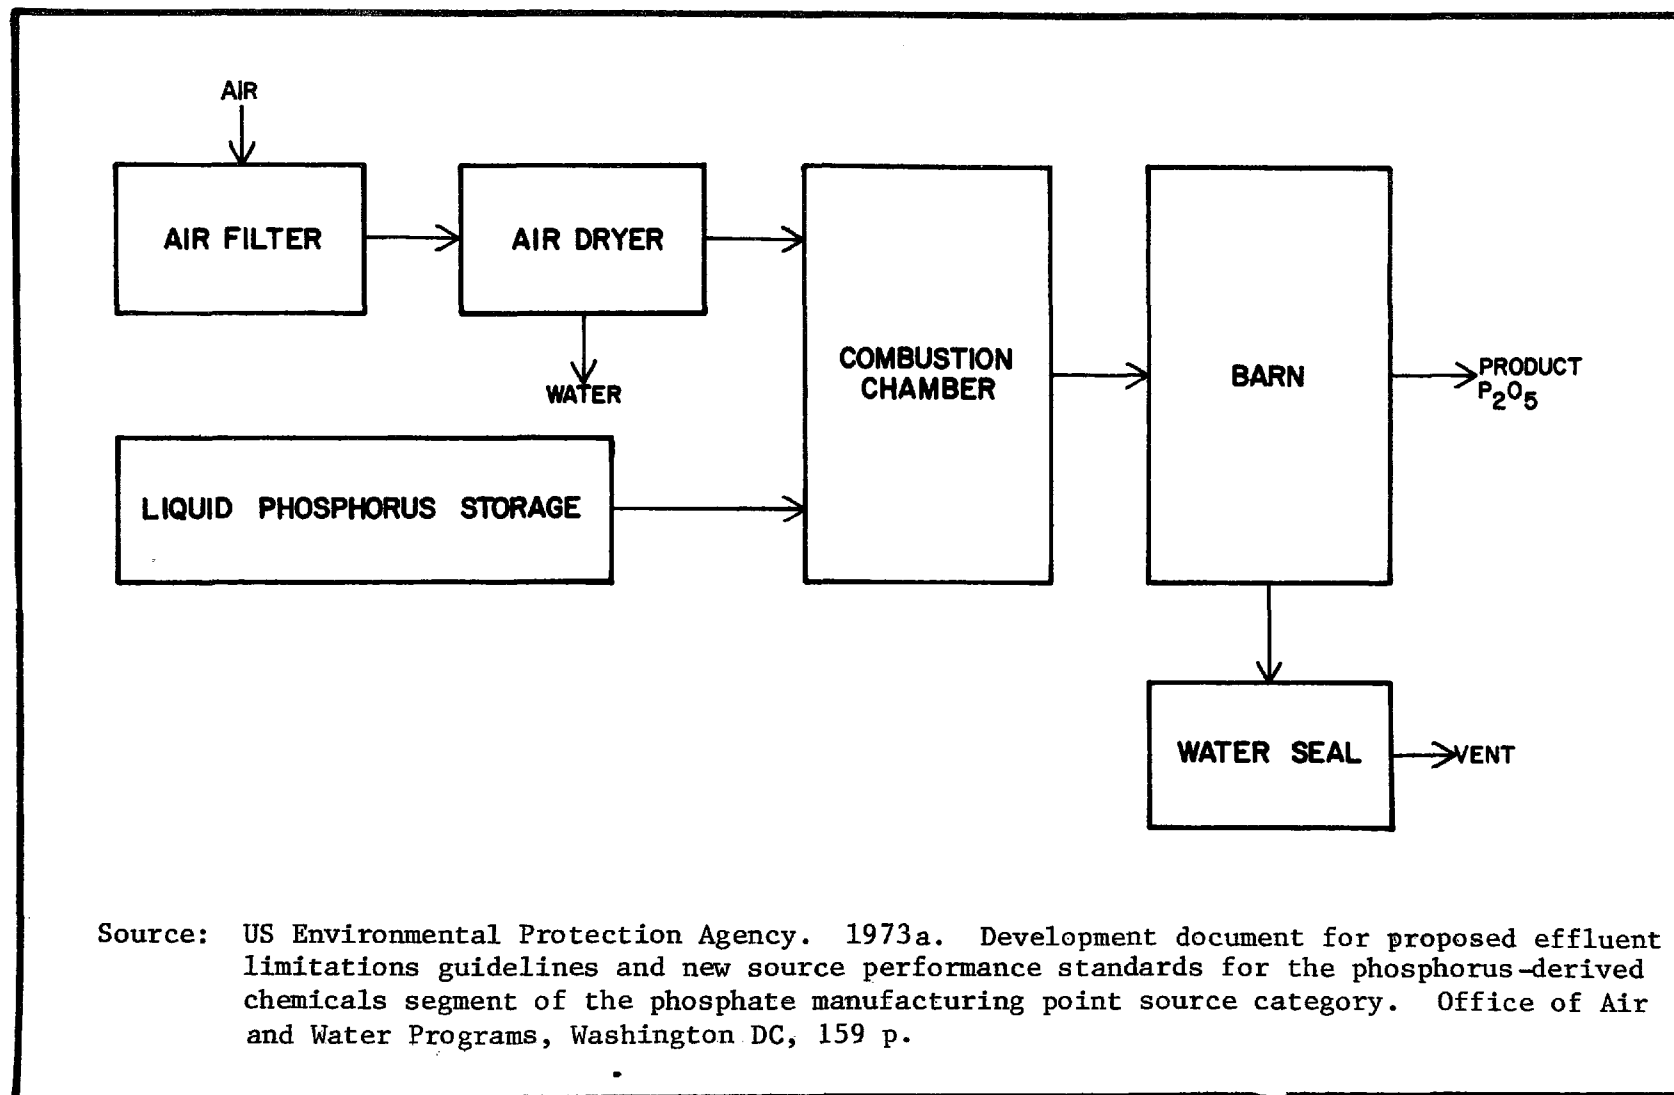 AIR
AIR FILTER
AIR DRYER
WATER
COMBUSTION
CHAMBER
BARN
PRODUCT
P2O5
LIQUID PHOSPHORUS STORAGE
WATER SEAL
VENT
Source: US Environmental Protection Agency. 1973a. Development document for proposed effluent
limitations guidelines and new source performance standards for the phosphorus-derived
chemicals segment of the phosphate manufacturing point source category. Office of Air
and Water Programs, Washington DC, 159 p.